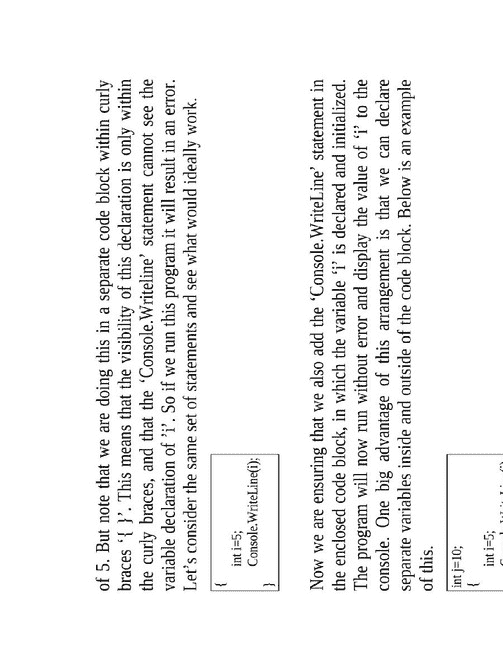 of 5. But note that we are doing this in a separate code block within curly
braces ‘{ }’. This means that the visibility of this declaration is only within
the curly braces, and that the ‘Console.Writeline’ statement cannot see the
variable declaration of ’i’. So if we run this program it will result in an error.
Let’s consider the same set of statements and see what would ideally work.
{
int i=5;
Console.WriteLine(i);
}
Now we are ensuring that we also add the ‘Console.WriteLine’ statement in
the enclosed code block, in which the variable ‘i’ is declared and initialized.
The program will now run without error and display the value of ‘i’ to the
console. One big advantage of this arrangement is that we can declare
separate variables inside and outside of the code block. Below is an example
of this.
int j=10;
{
int i=5;